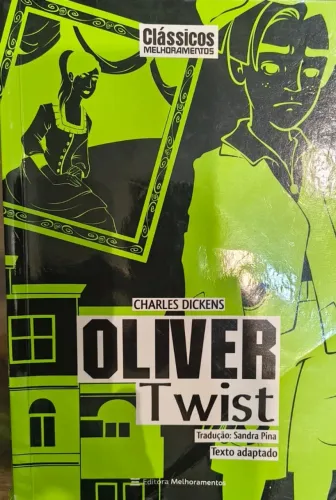 Clássicos
MELHORAMENTOS
CHARLES DICKENS
OLIVER
Twist
Tradução: Sandra Pina
Texto adaptado
Editora Melhoramentos